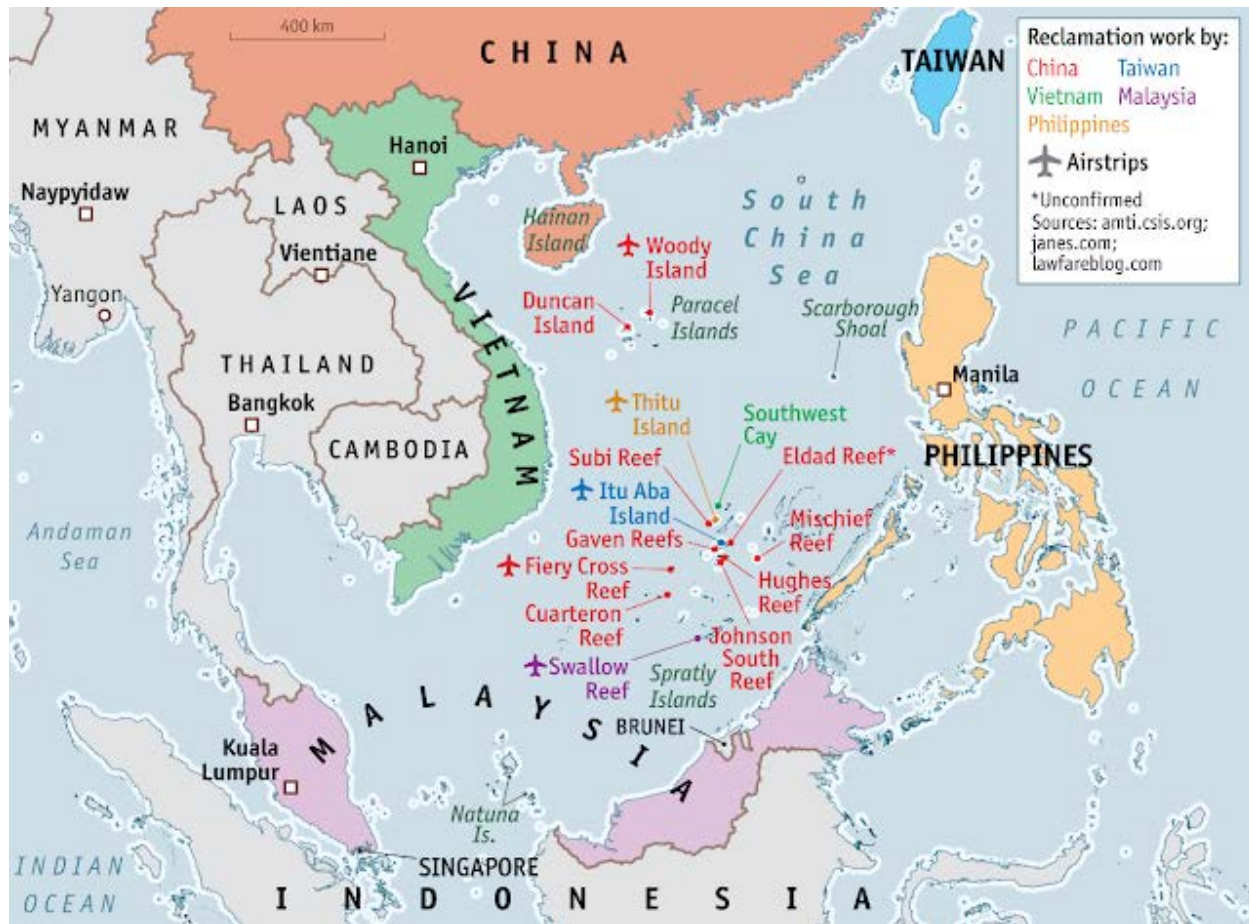 400 km
CHINA
TAIWAN
Reclamation work by:
China Taiwan
Vietnam Malaysia
Philippines
Airstrips
*Unconfirmed
Sources: amti.csis.org;
janes.com;
lawfareblog.com
MYANMAR
Hanoi
Naypyidaw
LAOS
Hainan
Island
South
China
Sea
Vientiane
Woody
Island
Yangon
Duncan
Island
Paracel
Islands
Scarborough
Shoal
PACIFIC
OCEAN
VIETNAM
THAILAND
Bangkok
Manila
Thitu
Island
Southwest
Cay
CAMBODIA
PHILIPPINES
Subi Reef
Eldad Reef*
Itu Aba
Island
Mischief
Reef
Andaman
Sea
Gaven Reefs
Fiery Cross
Reef
Hughes
Reef
Cuarteron
Reef
Johnson
South
Reef
Swallow
Reef
Spratly
Islands
MALAYSIA
BRUNEI
Kuala
Lumpur
Natuna
Is.
SINGAPORE
INDIAN
OCEAN
INDONESIA